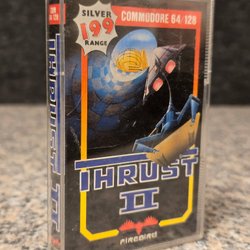 SILVER
199
RANGE
COMMODORE 64/128
THRUST
II
FIREBIRD
THRUST II